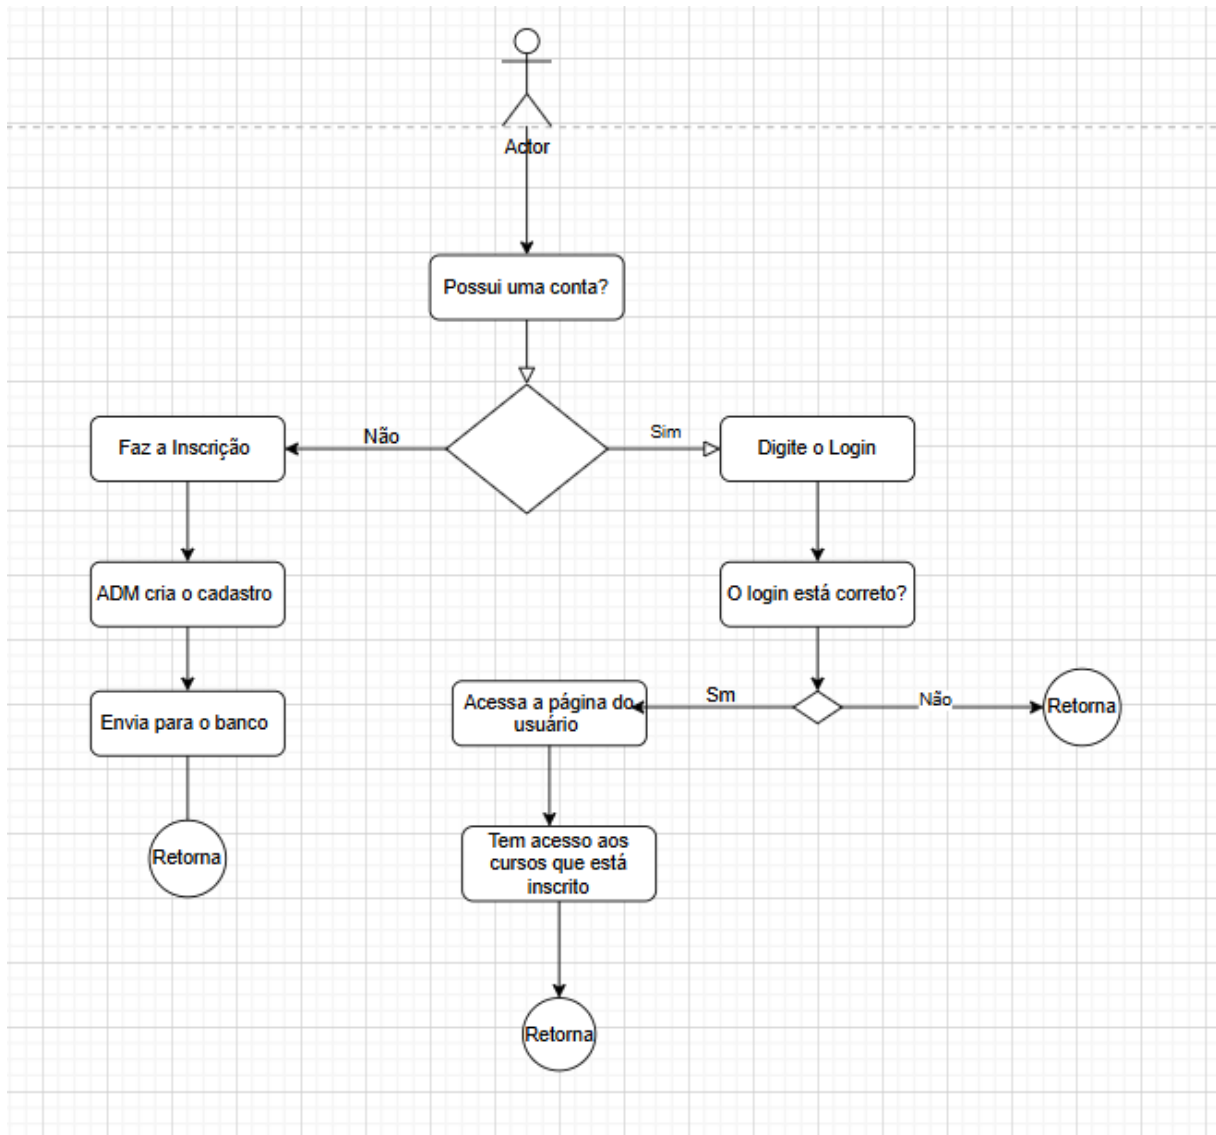 Actor
Possui uma conta?
Faz a Inscrição
Não
Sim
Digite o Login
ADM cria o cadastro
O login está correto?
Envia para o banco
Acessa a página do
usuário
Sm
Não
Retorna
Retorna
Tem acesso aos
cursos que está
inscrito
Retorna